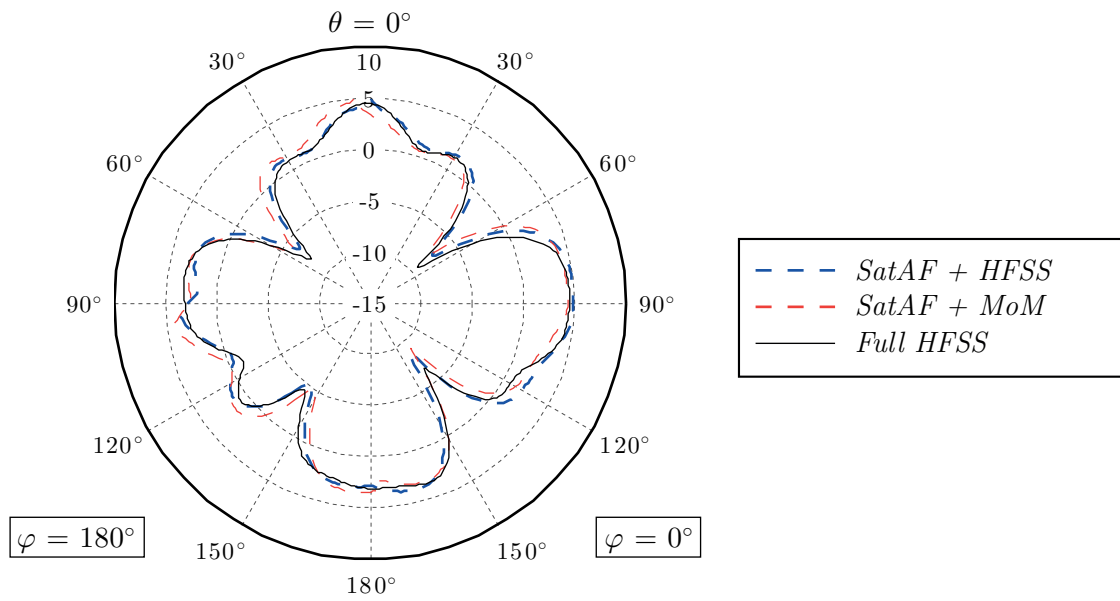 θ = 0°
30°
10
30°
5
60°
0
60°
-5
-10
90°
-15
90°
SatAF + HFSS
SatAF + MoM
Full HFSS
120°
120°
φ = 180°
150°
180°
150°
φ = 0°